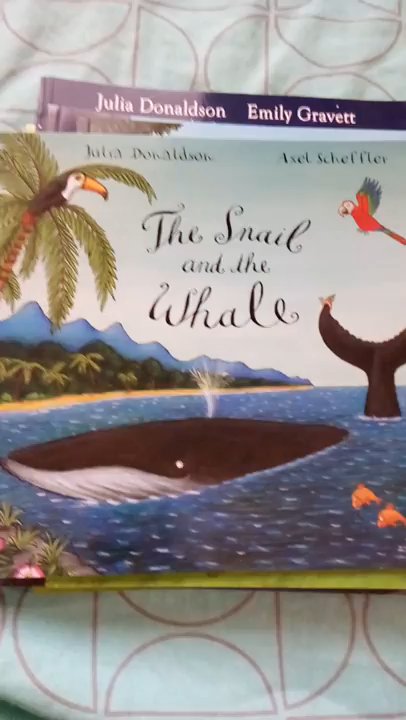 Julia Donaldson Emily Gravett
Julia Donaldson Axel Scheffler
The Snail
and the
Whale